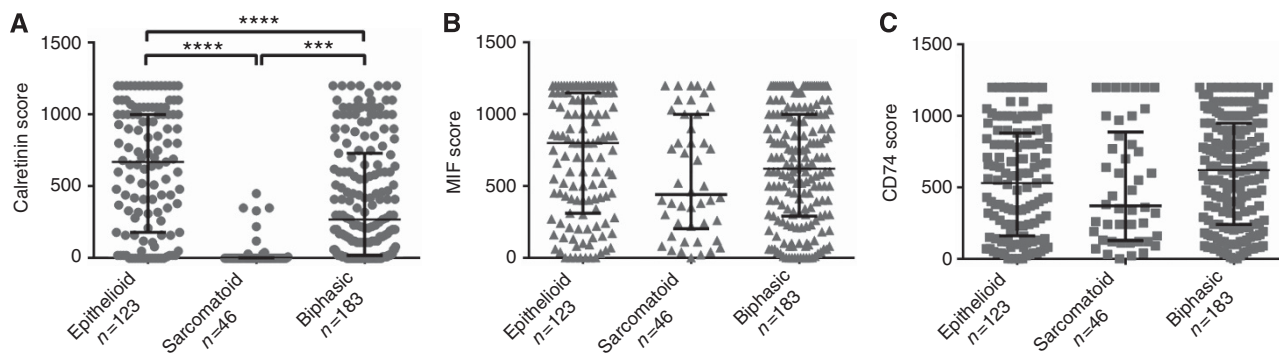 A
****
****
***
Calretinin score
1500
1000
500
0
Epithelioid
n=123
Sarcomatoid
n=46
Biphasic
n=183
B
MIF score
1500
1000
500
0
Epithelioid
n=123
Sarcomatoid
n=46
Biphasic
n=183
C
CD74 score
1500
1000
500
0
Epithelioid
n=123
Sarcomatoid
n=46
Biphasic
n=183